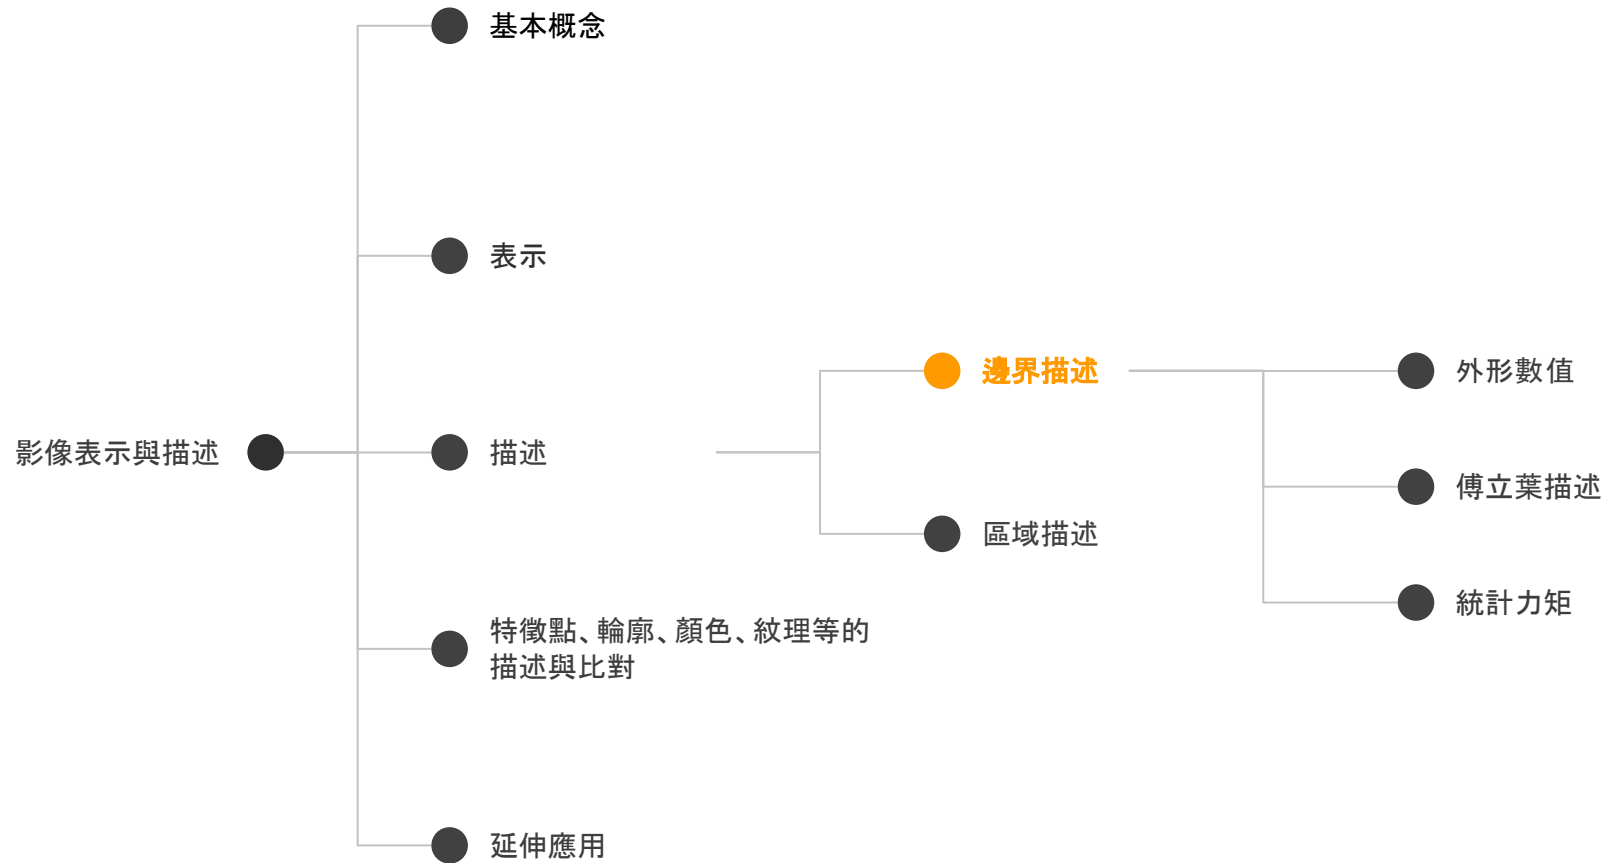 基本概念
表示
影像表示與描述
描述
邊界描述
區域描述
外形數值
傅立葉描述
統計力矩
特徵點、輪廓、顏色、紋理等的
描述與比對
延伸應用